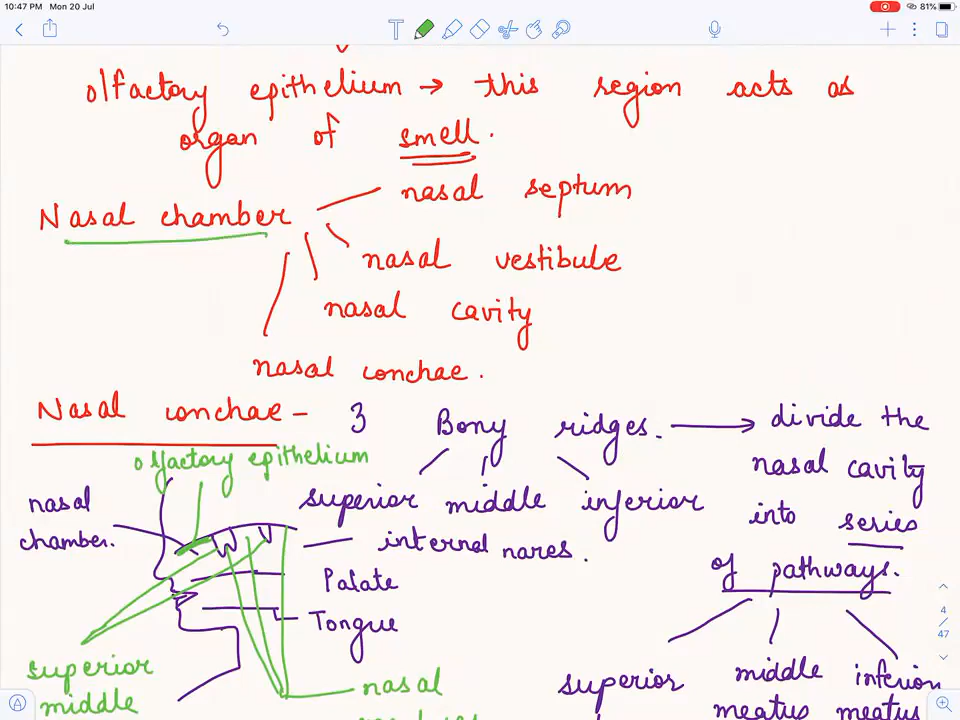 10:47 PM Mon 20 Jul
81%
olfactory epithelium → this region acts as
organ of smell.
Nasal chamber
nasal septum
nasal vestibule
nasal cavity
nasal conchae.
Nasal conchae - 3 Bony ridges. → divide the
nasal cavity
into series
of pathways.
superior middle inferior
olfactory epithelium
nasal
chamber.
internal nares.
Palate
Tongue
superior
middle
nasal
superior
middle
meatus
inferion
meatus
4
/
47